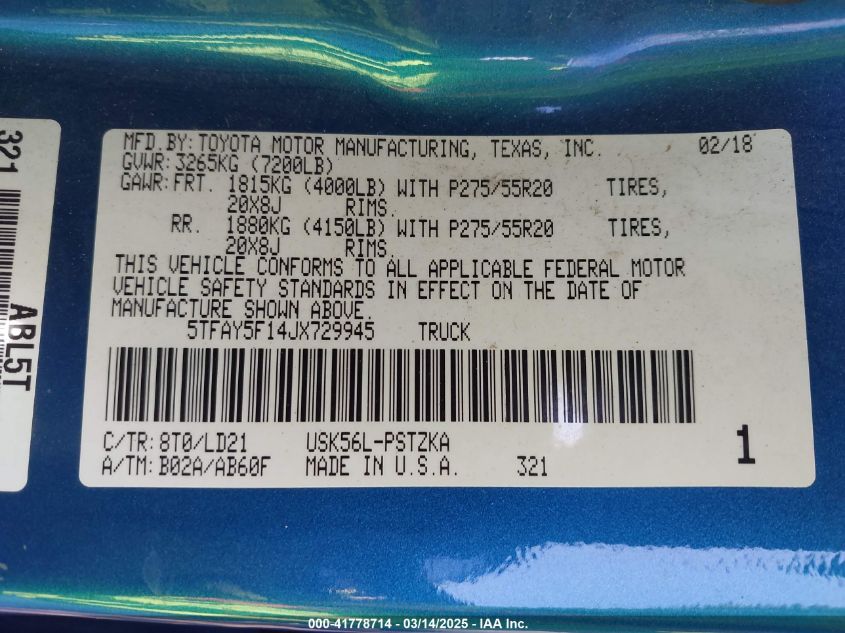 MFD.BY: TOYOTA MOTOR MANUFACTURING, TEXAS, INC. 02/18
GVWR: 3265KG (7200LB)
GAWR: FRT. 1815KG (4000LB) WITH P275/55R20 TIRES,
20X8J RIMS.
RR. 1880KG (4150LB) WITH P275/55R20 TIRES,
20X8J RIMS.
THIS VEHICLE CONFORMS TO ALL APPLICABLE FEDERAL MOTOR
VEHICLE SAFETY STANDARDS IN EFFECT ON THE DATE OF
MANUFACTURE SHOWN ABOVE.
5TFAY5F14JX729945 TRUCK
C/TR: 8T0/LD21 USK56L-PSTZKA
A/TM: B02A/AB60F MADE IN U.S.A. 321
1
321
ABL5T
000-41778714 -- 03/14/2025 -- IAA Inc.